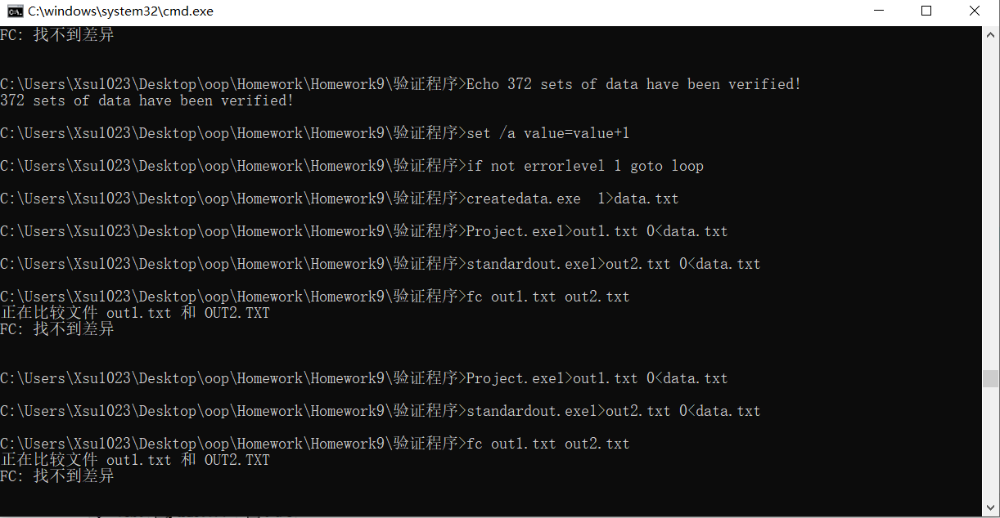 C:\windows\system32\cmd.exe
FC: 找不到差异
C:\Users\Xsu1023\Desktop\oop\Homework\Homework9\验证程序>Echo 372 sets of data have been verified!
372 sets of data have been verified!
C:\Users\Xsu1023\Desktop\oop\Homework\Homework9\验证程序>set /a value=value+1
C:\Users\Xsu1023\Desktop\oop\Homework\Homework9\验证程序>if not errorlevel 1 goto loop
C:\Users\Xsu1023\Desktop\oop\Homework\Homework9\验证程序>createdata.exe  1>data.txt
C:\Users\Xsu1023\Desktop\oop\Homework\Homework9\验证程序>Project.exe1>out1.txt 0<data.txt
C:\Users\Xsu1023\Desktop\oop\Homework\Homework9\验证程序>standardout.exe1>out2.txt 0<data.txt
C:\Users\Xsu1023\Desktop\oop\Homework\Homework9\验证程序>fc out1.txt out2.txt
正在比较文件 out1.txt 和 OUT2.TXT
FC: 找不到差异
C:\Users\Xsu1023\Desktop\oop\Homework\Homework9\验证程序>Project.exe1>out1.txt 0<data.txt
C:\Users\Xsu1023\Desktop\oop\Homework\Homework9\验证程序>standardout.exe1>out2.txt 0<data.txt
C:\Users\Xsu1023\Desktop\oop\Homework\Homework9\验证程序>fc out1.txt out2.txt
正在比较文件 out1.txt 和 OUT2.TXT
FC: 找不到差异